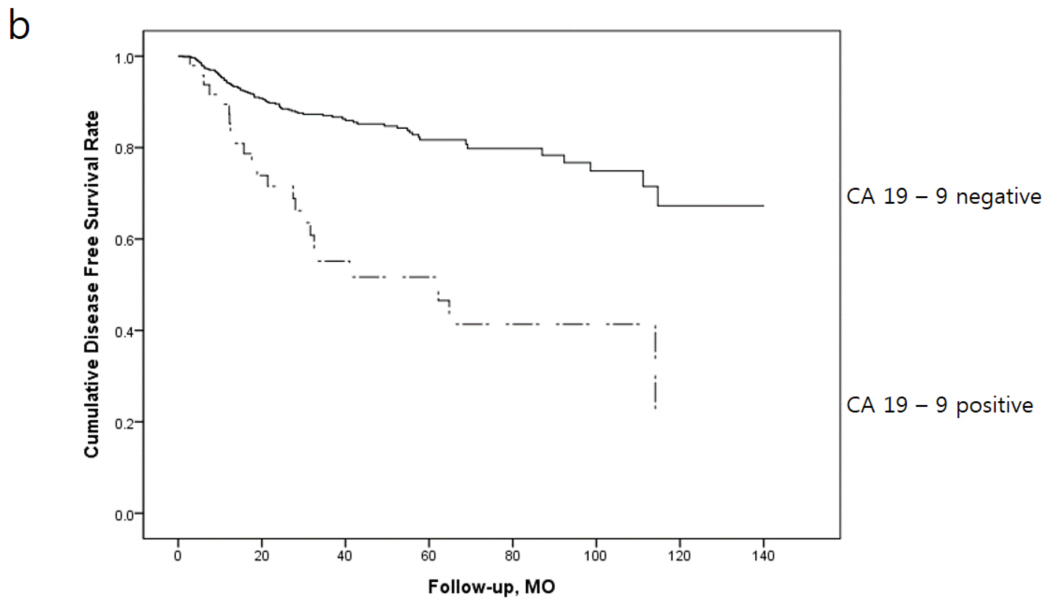 b
Cumulative Disease Free Survival Rate
1.0
0.8
0.6
0.4
0.2
0.0
0 20 40 60 80 100 120 140
Follow-up, MO
CA 19 – 9 negative
CA 19 – 9 positive